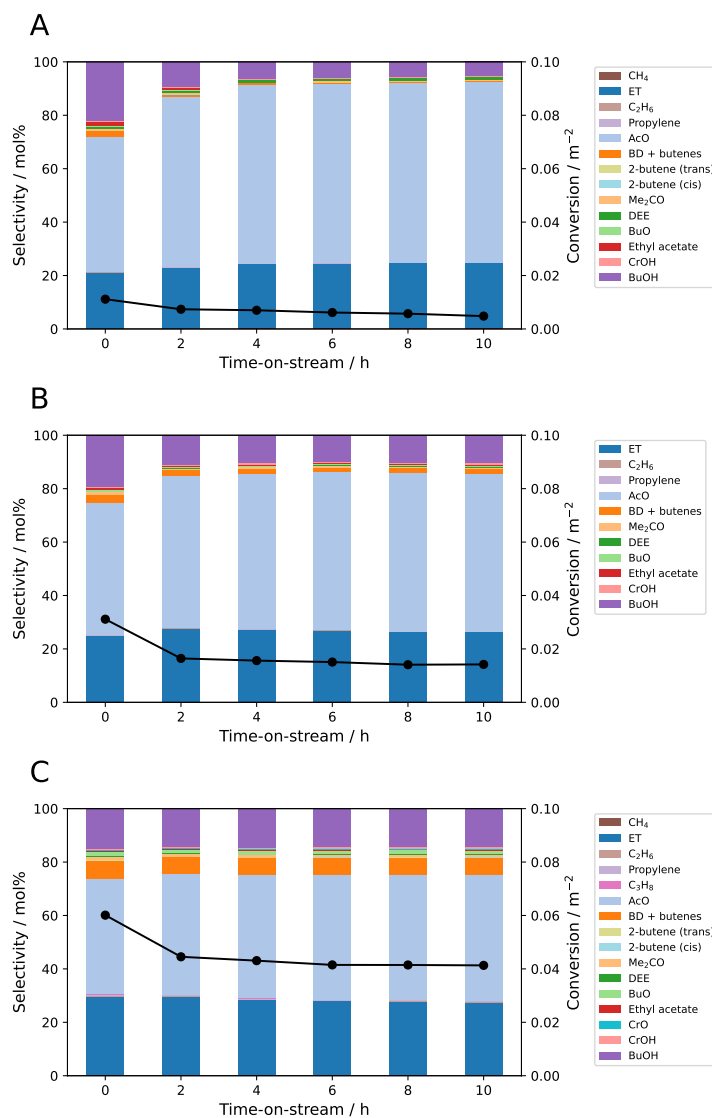 A
Selectivity / mol%
100
80
60
40
20
0
0 2 4 6 8 10
Time-on-stream / h
0.10
0.08
0.06
0.04
0.02
0.00
Conversion / m⁻²
CH₄
ET
C₂H₆
Propylene
AcO
BD + butenes
2-butene (trans)
2-butene (cis)
Me₂CO
DEE
BuO
Ethyl acetate
CrOH
BuOH
B
Selectivity / mol%
100
80
60
40
20
0
0 2 4 6 8 10
Time-on-stream / h
0.10
0.08
0.06
0.04
0.02
0.00
Conversion / m⁻²
ET
C₂H₆
Propylene
AcO
BD + butenes
Me₂CO
DEE
BuO
Ethyl acetate
CrOH
BuOH
C
Selectivity / mol%
100
80
60
40
20
0
0 2 4 6 8 10
Time-on-stream / h
0.10
0.08
0.06
0.04
0.02
0.00
Conversion / m⁻²
CH₄
ET
C₂H₆
Propylene
C₃H₈
AcO
BD + butenes
2-butene (trans)
2-butene (cis)
Me₂CO
DEE
BuO
Ethyl acetate
CrO
CrOH
BuOH